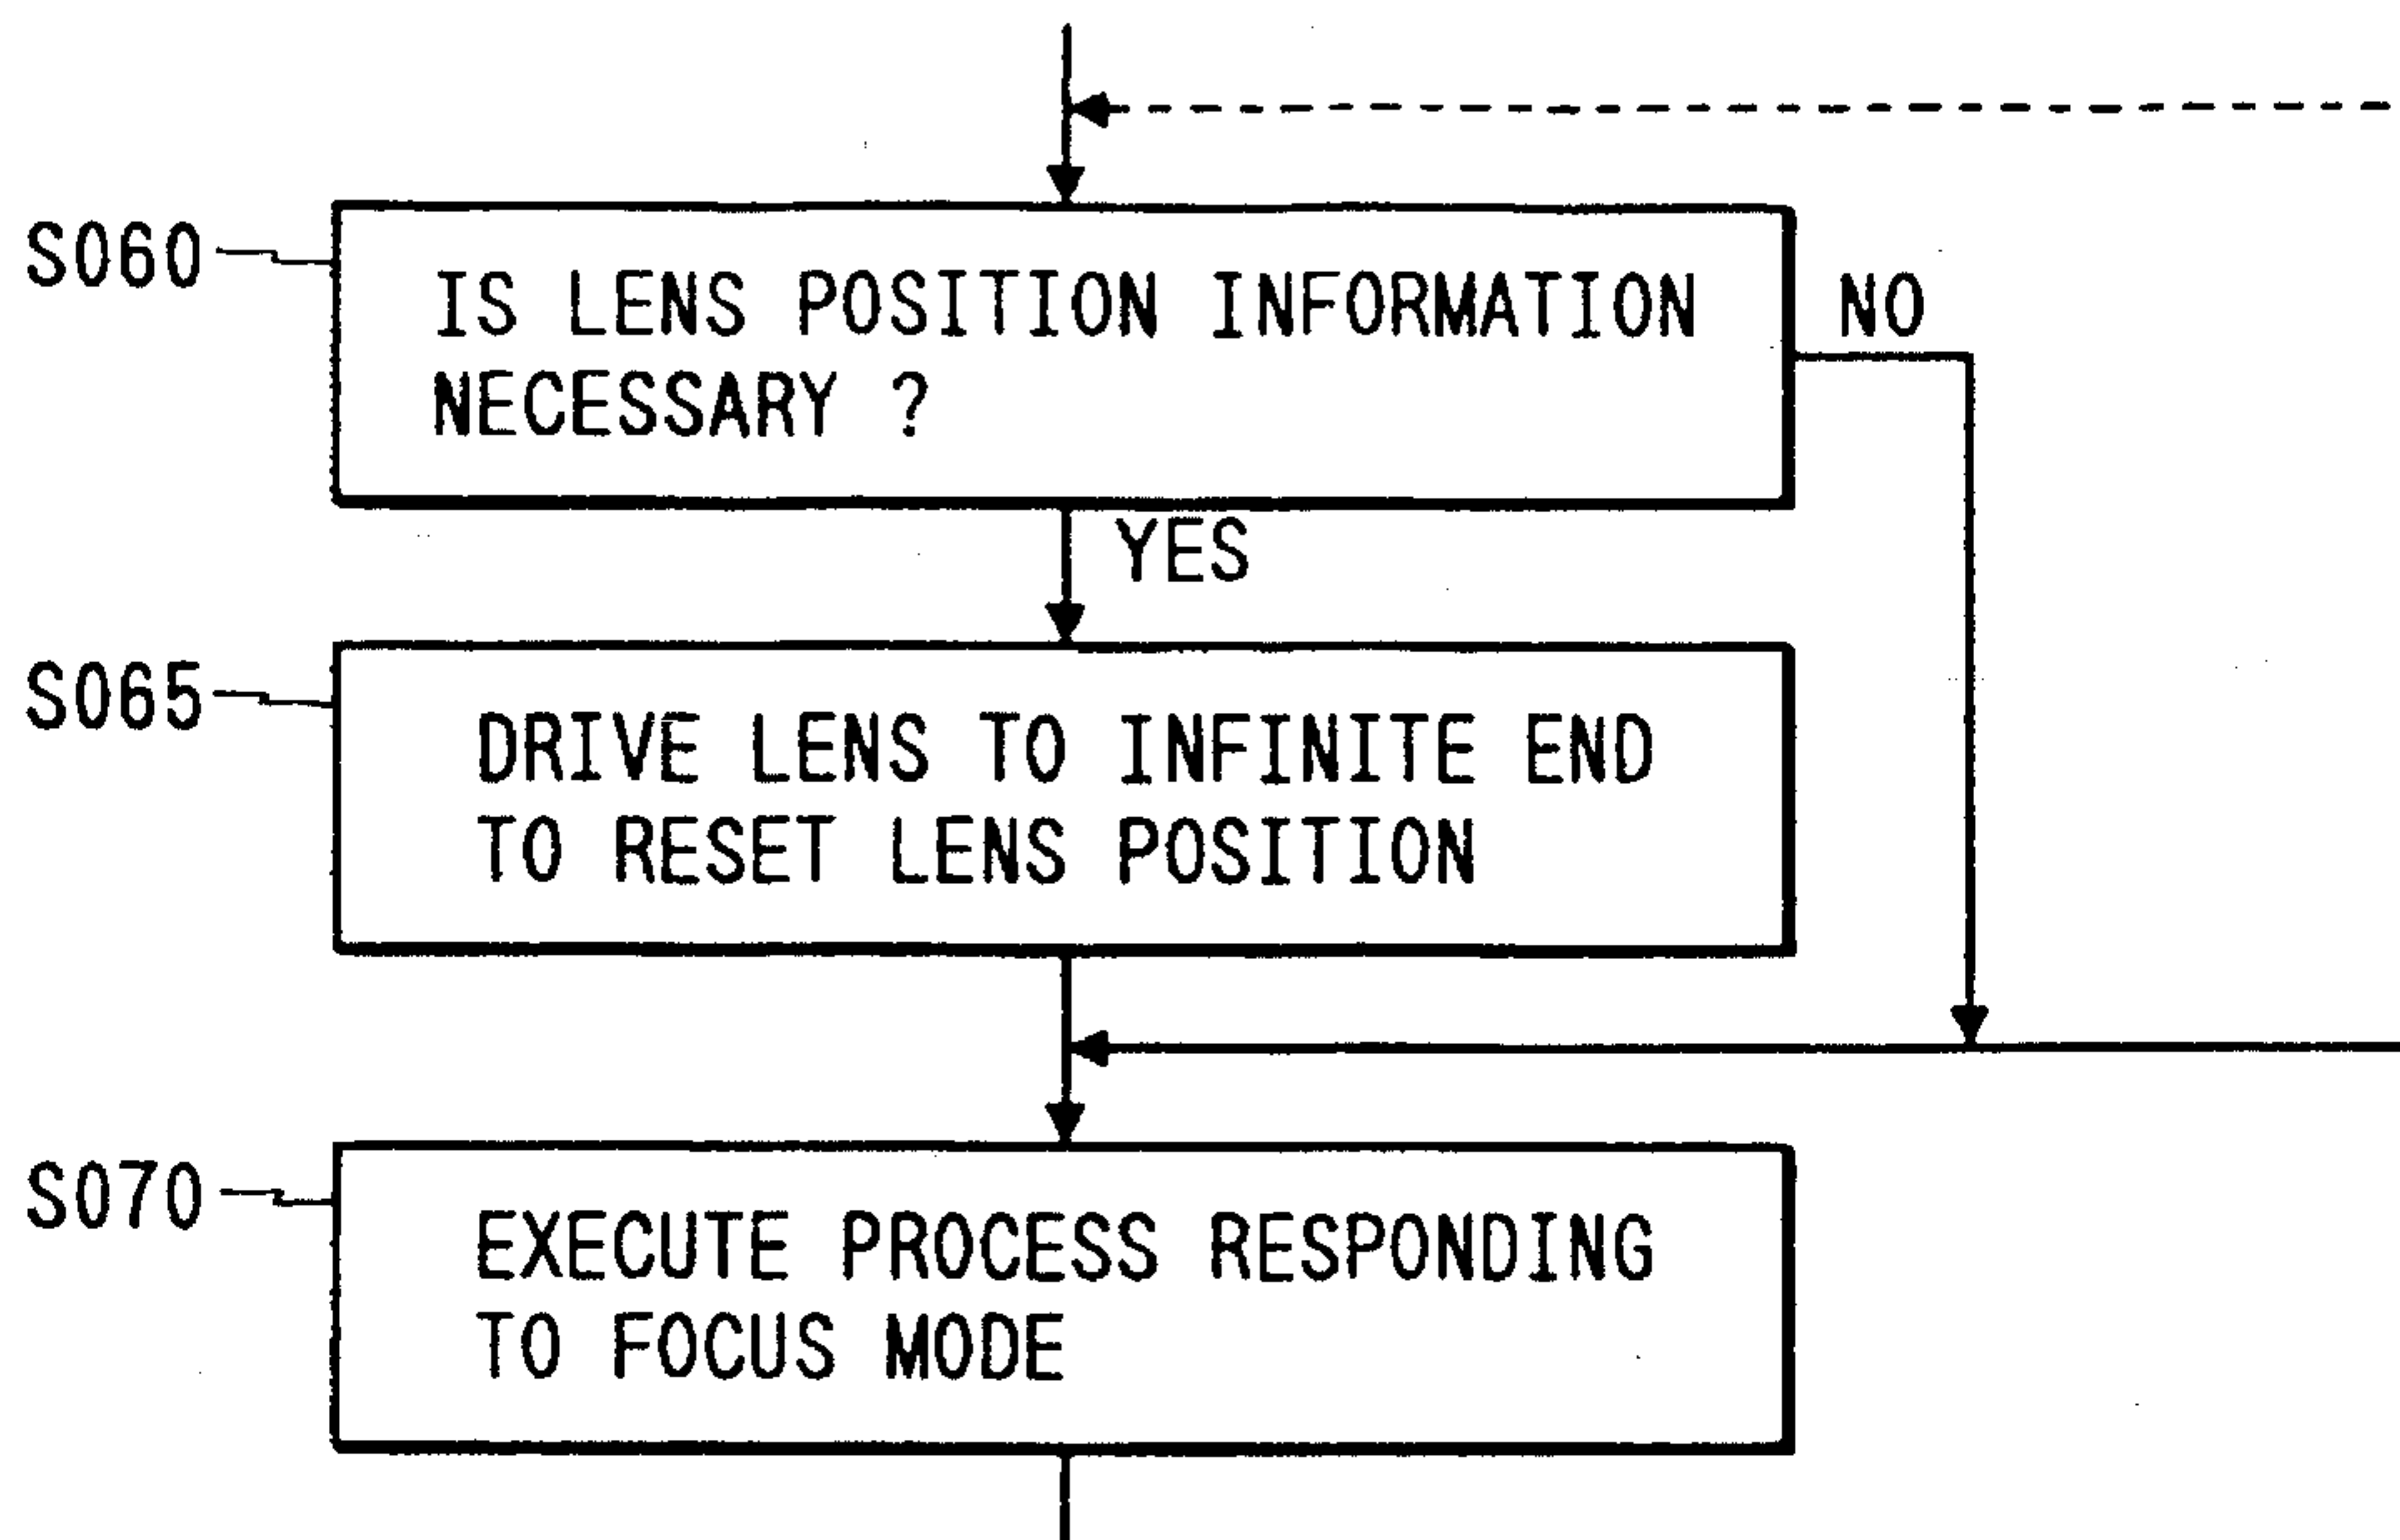 S060
IS LENS POSITION INFORMATION
NECESSARY ?
NO
YES
S065
DRIVE LENS TO INFINITE END
TO RESET LENS POSITION
S070
EXECUTE PROCESS RESPONDING
TO FOCUS MODE